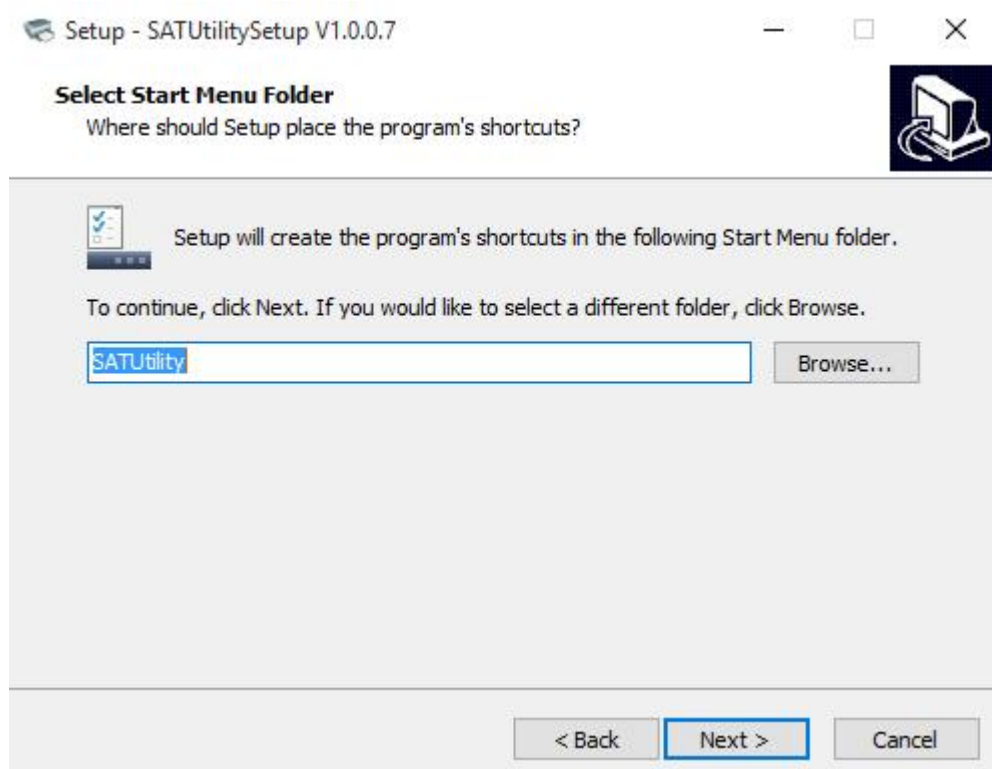 Setup - SATUtilitySetup V1.0.0.7
Select Start Menu Folder
Where should Setup place the program's shortcuts?
Setup will create the program's shortcuts in the following Start Menu folder.
To continue, click Next. If you would like to select a different folder, click Browse.
SATUtility
Browse...
< Back
Next >
Cancel